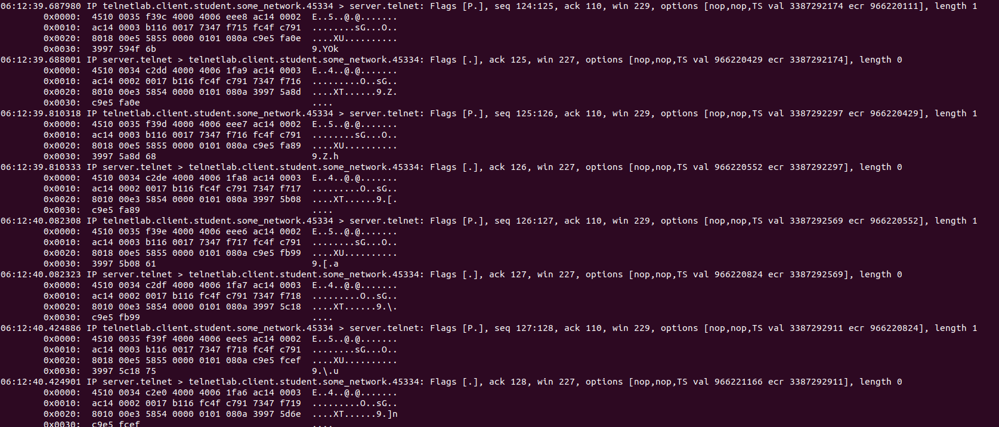 06:12:39.687980 IP telnetlab.client.student.some_network.45334 > server.telnet: Flags [P.], seq 124:125, ack 110, win 229, options [nop,nop,TS val 3387292174 ecr 966220111], length 1
0x0000:  4510 0035 f39c 4000 4006 eee8 ac14 0002  E..5..@.@.......
0x0010:  ac14 0003 b116 0017 7347 f715 fc4f c791  ........sG...O..
0x0020:  8018 00e5 5855 0000 0101 080a c9e5 fa0e  ....XU..........
0x0030:  3997 594f 6b  9.YOk
06:12:39.688001 IP server.telnet > telnetlab.client.student.some_network.45334: Flags [.], ack 125, win 227, options [nop,nop,TS val 966220429 ecr 3387292174], length 0
0x0000:  4510 0034 c2dd 4000 4006 1fa9 ac14 0003  E..4..@.@.......
0x0010:  ac14 0002 0017 b116 fc4f c791 7347 f716  .........O..sG..
0x0020:  8010 00e3 5854 0000 0101 080a 3997 5a8d  ....XT......9.Z.
0x0030:  c9e5 fa0e  ....
06:12:39.810318 IP telnetlab.client.student.some_network.45334 > server.telnet: Flags [P.], seq 125:126, ack 110, win 229, options [nop,nop,TS val 3387292297 ecr 966220429], length 1
0x0000:  4510 0035 f39d 4000 4006 eee7 ac14 0002  E..5..@.@.......
0x0010:  ac14 0003 b116 0017 7347 f716 fc4f c791  ........sG...O..
0x0020:  8018 00e5 5855 0000 0101 080a c9e5 fa89  ....XU..........
0x0030:  3997 5a8d 68  9.Z.h
06:12:39.810333 IP server.telnet > telnetlab.client.student.some_network.45334: Flags [.], ack 126, win 227, options [nop,nop,TS val 966220552 ecr 3387292297], length 0
0x0000:  4510 0034 c2de 4000 4006 1fa8 ac14 0003  E..4..@.@.......
0x0010:  ac14 0002 0017 b116 fc4f c791 7347 f717  .........O..sG..
0x0020:  8010 00e3 5854 0000 0101 080a 3997 5b08  ....XT......9.[.
0x0030:  c9e5 fa89  ....
06:12:40.082308 IP telnetlab.client.student.some_network.45334 > server.telnet: Flags [P.], seq 126:127, ack 110, win 229, options [nop,nop,TS val 3387292569 ecr 966220552], length 1
0x0000:  4510 0035 f39e 4000 4006 eee6 ac14 0002  E..5..@.@.......
0x0010:  ac14 0003 b116 0017 7347 f717 fc4f c791  ........sG...O..
0x0020:  8018 00e5 5855 0000 0101 080a c9e5 fb99  ....XU..........
0x0030:  3997 5b08 61  9.[.a
06:12:40.082323 IP server.telnet > telnetlab.client.student.some_network.45334: Flags [.], ack 127, win 227, options [nop,nop,TS val 966220824 ecr 3387292569], length 0
0x0000:  4510 0034 c2df 4000 4006 1fa7 ac14 0003  E..4..@.@.......
0x0010:  ac14 0002 0017 b116 fc4f c791 7347 f718  .........O..sG..
0x0020:  8010 00e3 5854 0000 0101 080a 3997 5c18  ....XT......9.\.
0x0030:  c9e5 fb99  ....
06:12:40.424886 IP telnetlab.client.student.some_network.45334 > server.telnet: Flags [P.], seq 127:128, ack 110, win 229, options [nop,nop,TS val 3387292911 ecr 966220824], length 1
0x0000:  4510 0035 f39f 4000 4006 eee5 ac14 0002  E..5..@.@.......
0x0010:  ac14 0003 b116 0017 7347 f718 fc4f c791  ........sG...O..
0x0020:  8018 00e5 5855 0000 0101 080a c9e5 fcef  ....XU..........
0x0030:  3997 5c18 75  9.\.u
06:12:40.424901 IP server.telnet > telnetlab.client.student.some_network.45334: Flags [.], ack 128, win 227, options [nop,nop,TS val 966221166 ecr 3387292911], length 0
0x0000:  4510 0034 c2e0 4000 4006 1fa6 ac14 0003  E..4..@.@.......
0x0010:  ac14 0002 0017 b116 fc4f c791 7347 f719  .........O..sG..
0x0020:  8010 00e3 5854 0000 0101 080a 3997 5d6e  ....XT......9.]n
0x0030:  c9e5 fcef  ....